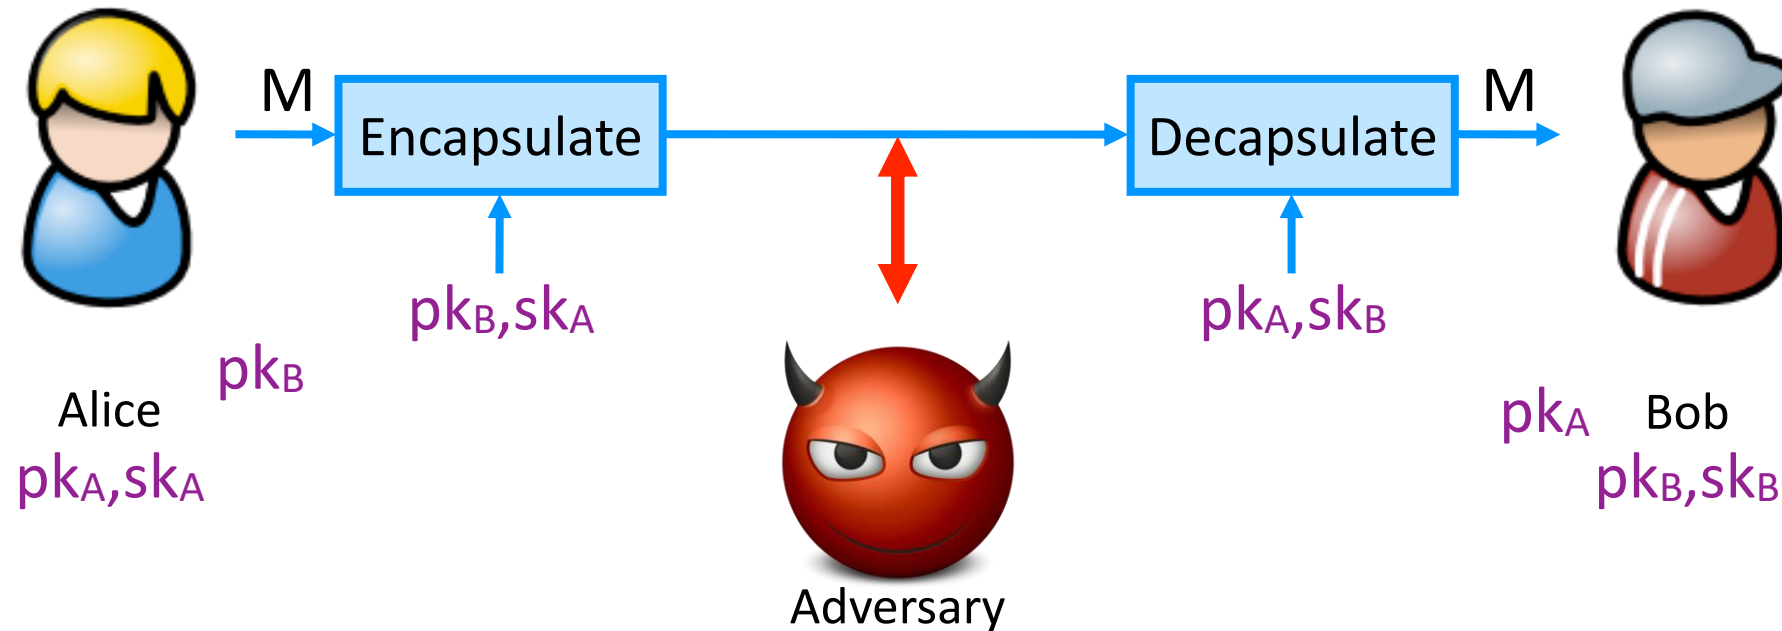 M
Encapsulate
Decapsulate
M
pkB,skA
pkA,skB
pkB
Alice
pkA,skA
pkA
Bob
pkB,skB
Adversary